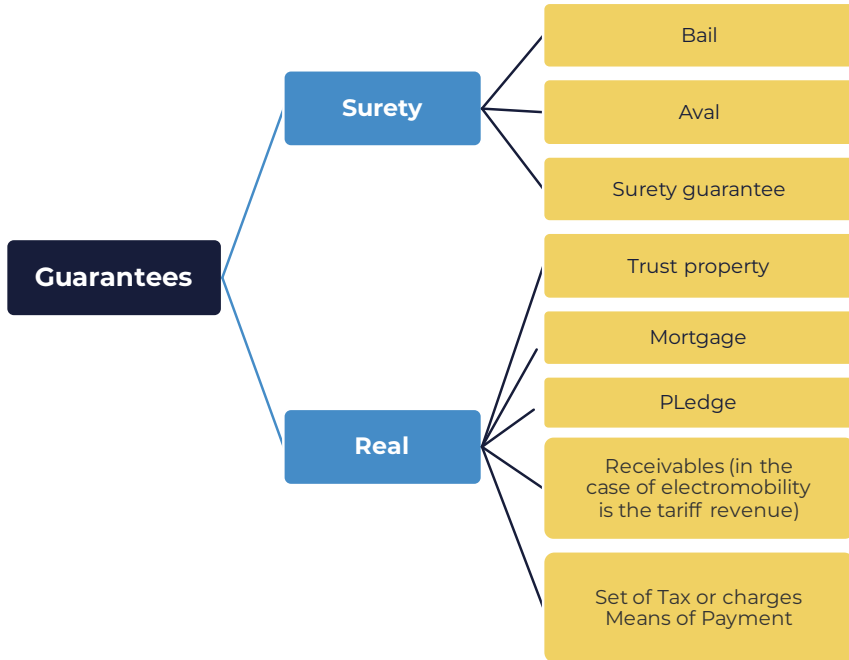 Guarantees
Surety
Bail
Aval
Surety guarantee
Real
Trust property
Mortgage
PLedge
Receivables (in the
case of electromobility
is the tariff revenue)
Set of Tax or charges
Means of Payment